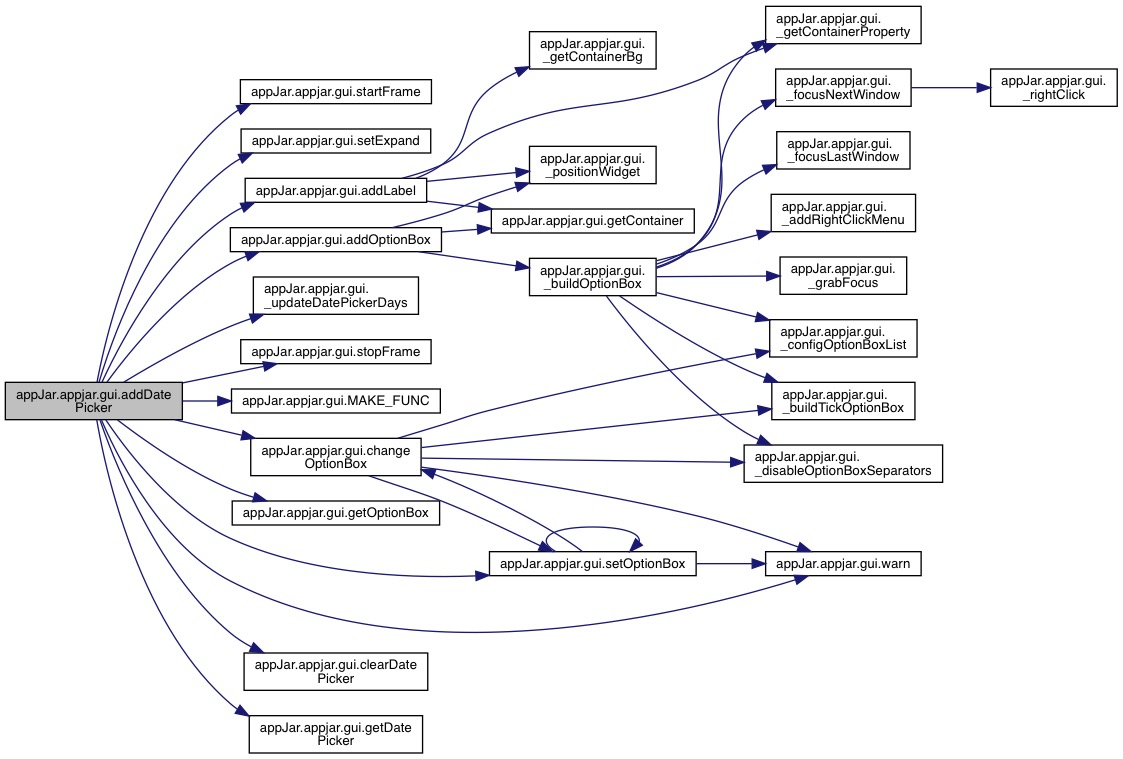 appJar.appjar.gui.addDate
Picker
appJar.appjar.gui.startFrame
appJar.appjar.gui.setExpand
appJar.appjar.gui.addLabel
appJar.appjar.gui.addOptionBox
appJar.appjar.gui.
_updateDatePickerDays
appJar.appjar.gui.stopFrame
appJar.appjar.gui.MAKE_FUNC
appJar.appjar.gui.change
OptionBox
appJar.appjar.gui.getOptionBox
appJar.appjar.gui.clearDate
Picker
appJar.appjar.gui.getDate
Picker
appJar.appjar.gui.
_getContainerBg
appJar.appjar.gui.
_positionWidget
appJar.appjar.gui.getContainer
appJar.appjar.gui.
_buildOptionBox
appJar.appjar.gui.setOptionBox
appJar.appjar.gui.
_getContainerProperty
appJar.appjar.gui.
_focusNextWindow
appJar.appjar.gui.
_focusLastWindow
appJar.appjar.gui.
_addRightClickMenu
appJar.appjar.gui.
_grabFocus
appJar.appjar.gui.
_configOptionBoxList
appJar.appjar.gui.
_buildTickOptionBox
appJar.appjar.gui.
_disableOptionBoxSeparators
appJar.appjar.gui.warn
appJar.appjar.gui.
_rightClick